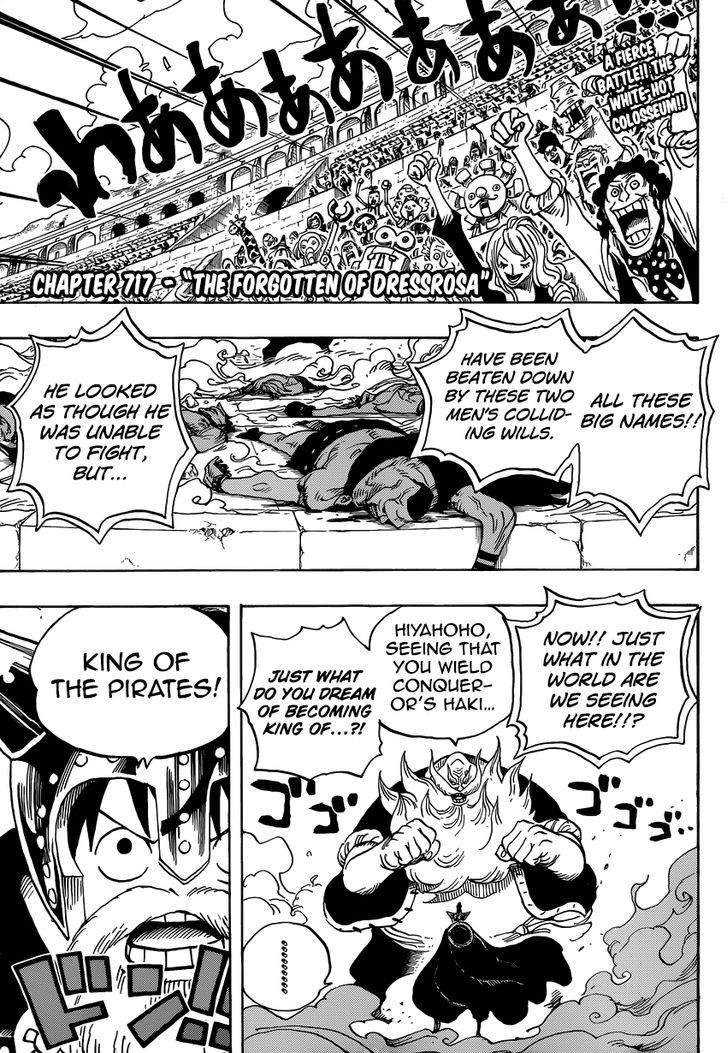 わああああああああ!!!
A FIERCE
BATTLE!! THE
WHITE-HOT
COLOSSEUM!!
CHAPTER 717 - "THE FORGOTTEN OF DRESSROSA"
ALL THESE
BIG NAMES!!
HAVE BEEN
BEATEN DOWN
BY THESE TWO
MEN'S COLLID-
ING WILLS.
HE LOOKED
AS THOUGH HE
WAS UNABLE
TO FIGHT,
BUT...
NOW!! JUST
WHAT IN THE
WORLD ARE
WE SEEING
HERE!!?
HIYAHOHO,
SEEING THAT
YOU WIELD
CONQUER-
OR'S HAKI...
JUST WHAT
DO YOU DREAM
OF BECOMING
KING OF...?!
ゴゴゴ
ゴゴゴ
.........
KING OF
THE PIRATES!
ドドン!!